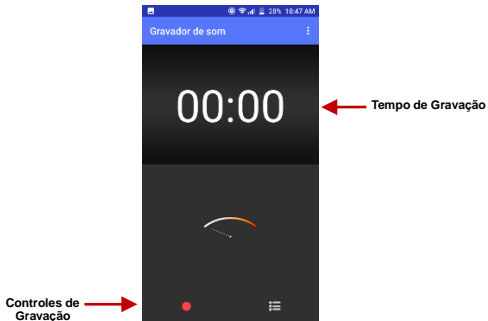 28% 10:47 AM
Gravador de som
00:00
Tempo de Gravação
Controles de
Gravação